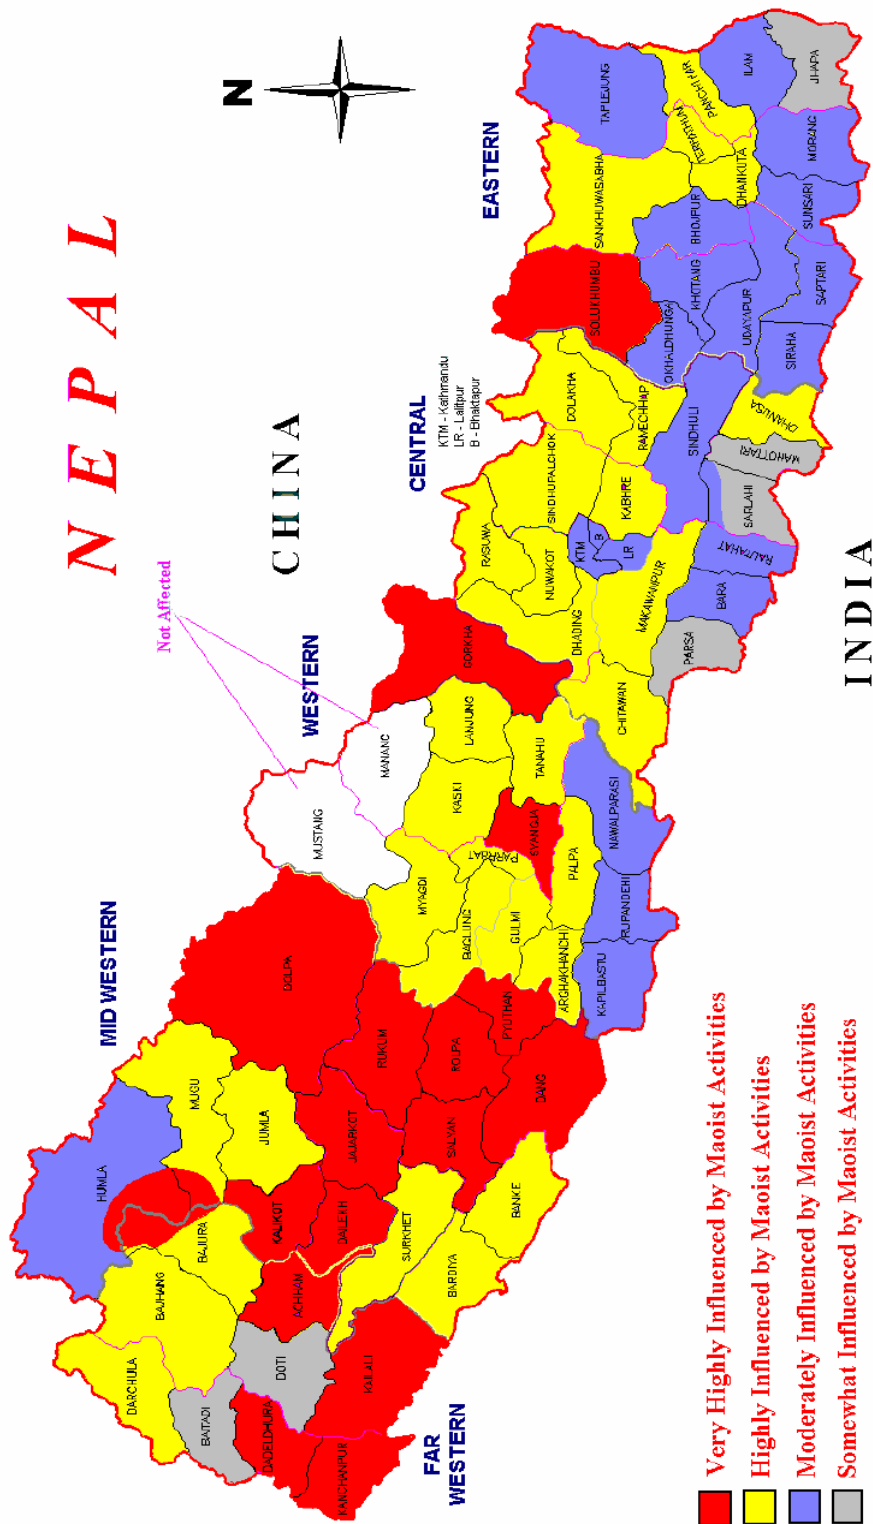 NEPAL
N
CHINA
INDIA
Not Affected
FAR
WESTERN
MID WESTERN
WESTERN
CENTRAL
KTM - Kathmandu
LR - Lalitpur
B - Bhaktapur
EASTERN
DARCHULA
BAITADI
DADELDHURA
KANCHANPUR
BAJHANG
BAJURA
DOTI
ACHHAM
KAILALI
HUMLA
MUGU
JUMLA
KALIKOT
DAILEKH
JAJARKOT
SURKHET
BARDIYA
BANKE
DOLPA
RUKUM
ROLPA
SALYAN
PYUTHAN
DANG
MUSTANG
MANANG
MYAGDI
KASKI
LANJUNG
GORKHA
BAGLUNG
PARBAT
GULMI
SYANGJA
TANAHU
ARGHAKHANCHI
PALPA
KAPILBASTU
RUPANDEHI
NAWALPARASI
RASUWA
NUWAKOT
SINDHUPALCHOK
DHADING
KTM
B
LR
KABHRE
DOLAKHA
RAMECHHAP
CHITAWAN
MAKAWANPUR
SINDHULI
PARSA
BARA
RAUTAHAT
SARLAHI
MAHOTTARI
DHANUSA
SOLUKHUMBU
SANKHUWASABHA
TAPLEJUNG
OKHALDHUNGA
KHOTANG
BHOJPUR
TERHATHUM
PANCHTHAR
DHANKUTA
ILAM
UDAYAPUR
SIRAHA
SAPTARI
SUNSARI
MORANG
JHAPA
Very Highly Influenced by Maoist Activities
Highly Influenced by Maoist Activities
Moderately Influenced by Maoist Activities
Somewhat Influenced by Maoist Activities